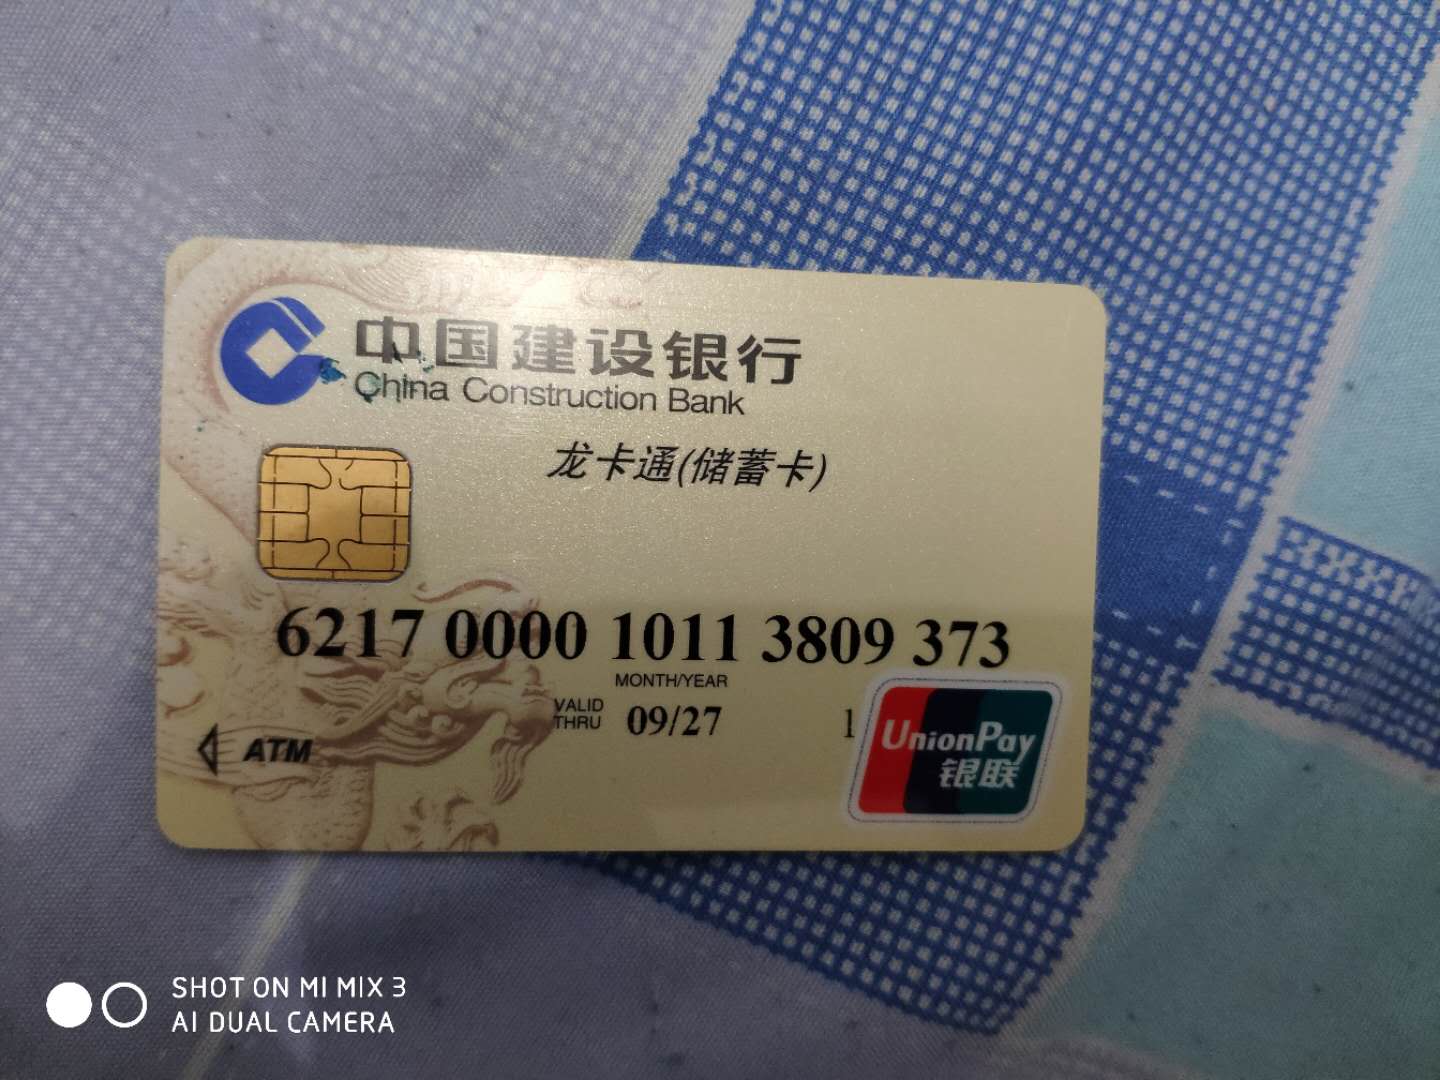 中国建设银行
China Construction Bank
龙卡通(储蓄卡)
6217 0000 1011 3809 373
MONTH/YEAR
VALID THRU 09/27 1
ATM
UnionPay
银联
SHOT ON MI MIX 3
AI DUAL CAMERA